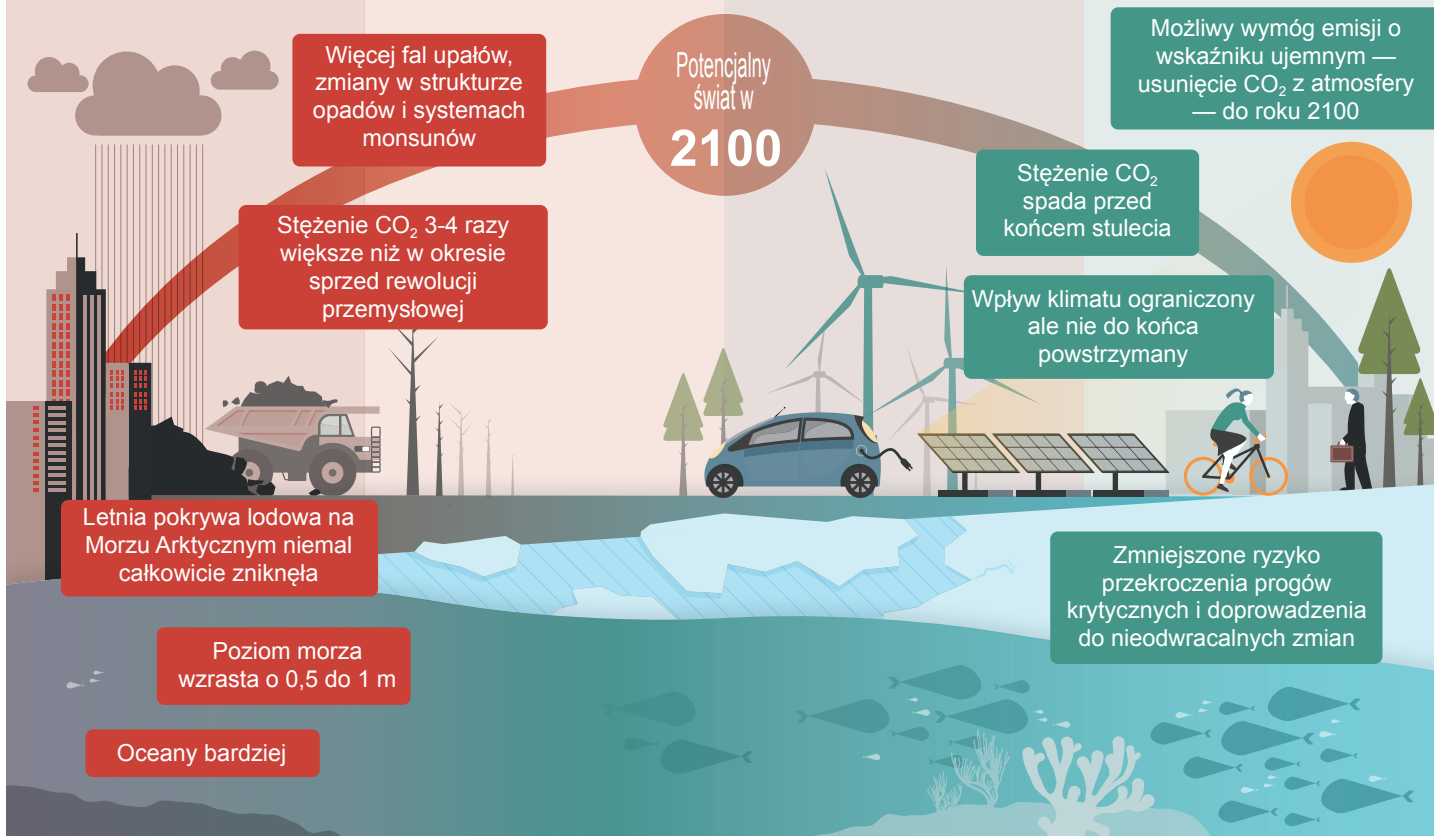 Potencjalny
świat w
2100
Więcej fal upałów,
zmiany w strukturze
opadów i systemach
monsunów
Stężenie CO₂ 3-4 razy
większe niż w okresie
sprzed rewolucji
przemysłowej
Letnia pokrywa lodowa na
Morzu Arktycznym niemal
całkowicie zniknęła
Poziom morza
wzrasta o 0,5 do 1 m
Oceany bardziej
Możliwy wymóg emisji o
wskaźniku ujemnym —
usunięcie CO₂ z atmosfery
— do roku 2100
Stężenie CO₂
spada przed
końcem stulecia
Wpływ klimatu ograniczony
ale nie do końca
powstrzymany
Zmniejszone ryzyko
przekroczenia progów
krytycznych i doprowadzenia
do nieodwracalnych zmian